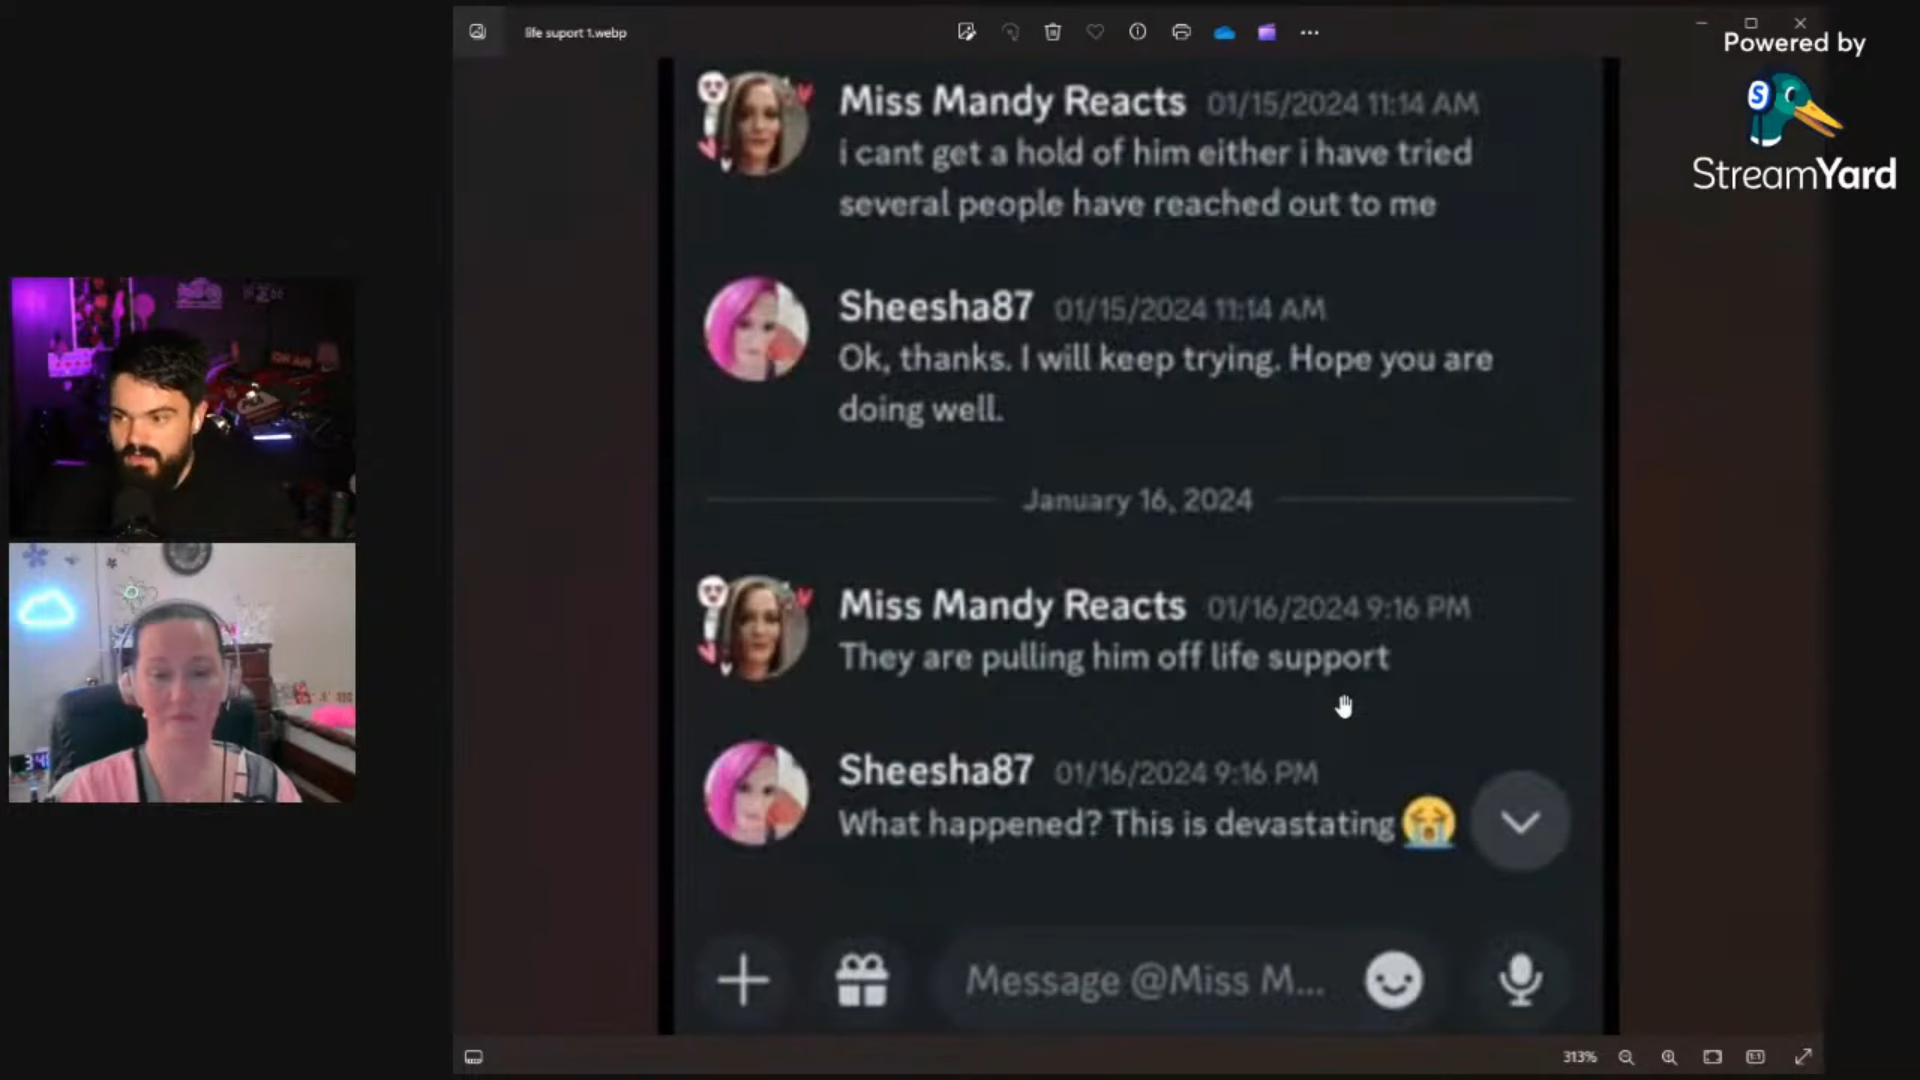 life suport 1.webp
Powered by
StreamYard
Miss Mandy Reacts 01/15/2024 11:14 AM
i cant get a hold of him either i have tried
several people have reached out to me
Sheesha87 01/15/2024 11:14 AM
Ok, thanks. I will keep trying. Hope you are
doing well.
January 16, 2024
Miss Mandy Reacts 01/16/2024 9:16 PM
They are pulling him off life support
Sheesha87 01/16/2024 9:16 PM
What happened? This is devastating 😭
Message @Miss M...
313%